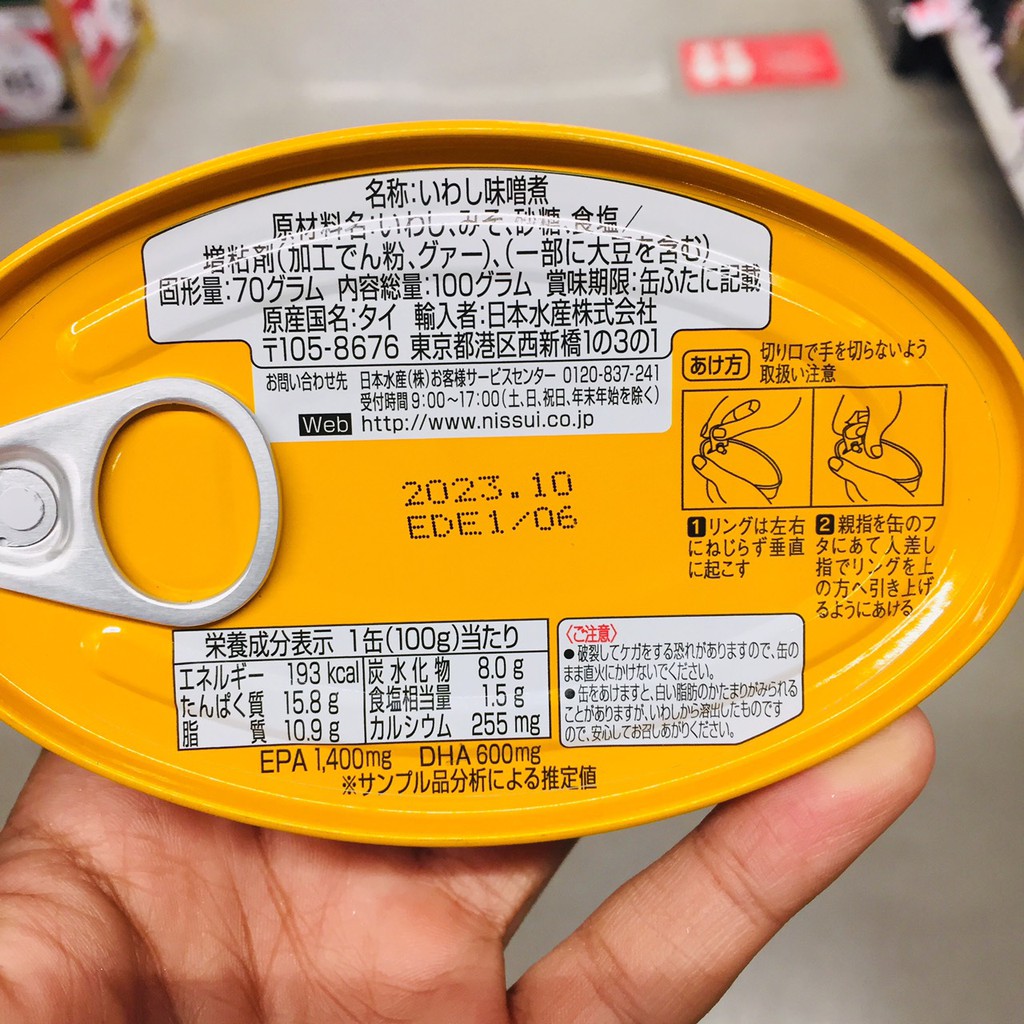 名称:いわし味噌煮
原材料名:いわし、みそ、砂糖、食塩/
増粘剤(加工でん粉、グァー)、(一部に大豆を含む)
固形量:70グラム 内容総量:100グラム 賞味期限:缶ふたに記載
原産国名:タイ 輸入者:日本水産株式会社
〒105-8676 東京都港区西新橋1の3の1
お問い合わせ先 日本水産(株)お客様サービスセンター 0120-837-241
受付時間 9:00〜17:00(土、日、祝日、年末年始を除く)
Web http://www.nissui.co.jp
あけ方 切り口で手を切らないよう
取扱い注意
1 リングは左右
にねじらず垂直
に起こす
2 親指を缶のフ
タにあて人差し
指でリングを上
の方へ引き上げ
るようにあける
2023.10
EDE1/06
栄養成分表示 1缶(100g)当たり
エネルギー 193 kcal 炭水化物 8.0 g
たんぱく質 15.8 g 食塩相当量 1.5 g
脂質 10.9 g カルシウム 255 mg
EPA 1,400mg DHA 600mg
※サンプル品分析による推定値
〈ご注意〉
●破裂してケガをする恐れがありますので、缶の
まま直火にかけないでください。
●缶をあけますと、白い脂肪のかたまりがみられる
ことがありますが、いわしから溶出したものです
ので、安心してお召しあがりください。